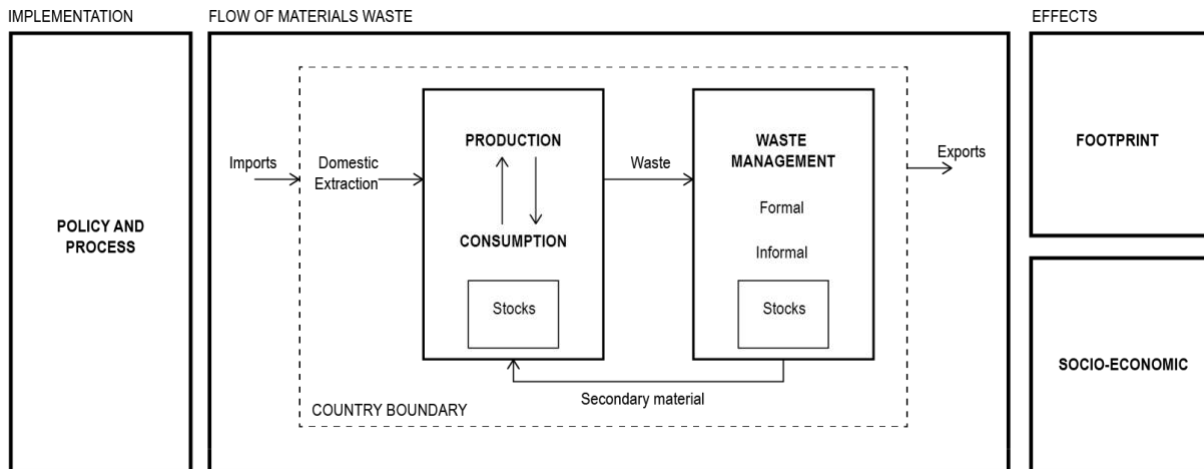 IMPLEMENTATION
FLOW OF MATERIALS WASTE
EFFECTS
POLICY AND
PROCESS
Imports
Domestic
Extraction
PRODUCTION
CONSUMPTION
Stocks
Waste
WASTE
MANAGEMENT
Formal
Informal
Stocks
Exports
Secondary material
COUNTRY BOUNDARY
FOOTPRINT
SOCIO-ECONOMIC